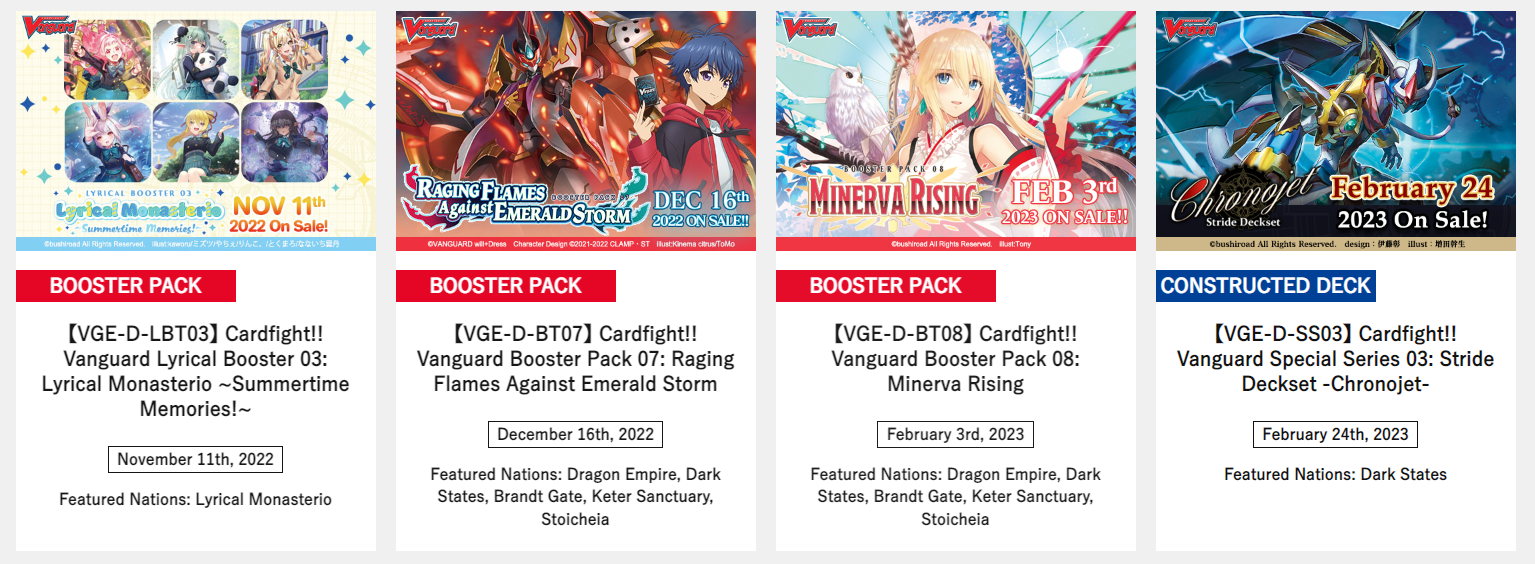 VANGUARD
LYRICAL BOOSTER 03
Lyrical Monasterio
~Summertime Memories!~
NOV 11th
2022 On Sale!
©bushiroad All Rights Reserved.
BOOSTER PACK
【VGE-D-LBT03】 Cardfight!!
Vanguard Lyrical Booster 03:
Lyrical Monasterio ~Summertime
Memories!~
November 11th, 2022
Featured Nations: Lyrical Monasterio
VANGUARD
RAGING FLAMES
BOOSTER PACK 07
Against EMERALD STORM
DEC 16th
2022 ON SALE!!
©VANGUARD will+Dress Character Design ©2021-2022 CLAMP・ST illust:Kinema citrus/ToMo
BOOSTER PACK
【VGE-D-BT07】 Cardfight!!
Vanguard Booster Pack 07: Raging
Flames Against Emerald Storm
December 16th, 2022
Featured Nations: Dragon Empire, Dark
States, Brandt Gate, Keter Sanctuary,
Stoicheia
VANGUARD
BOOSTER PACK 08
MINERVA RISING
FEB 3rd
2023 ON SALE!!
©bushiroad All Rights Reserved. illust:Tony
BOOSTER PACK
【VGE-D-BT08】 Cardfight!!
Vanguard Booster Pack 08:
Minerva Rising
February 3rd, 2023
Featured Nations: Dragon Empire, Dark
States, Brandt Gate, Keter Sanctuary,
Stoicheia
VANGUARD
Chronojet
Stride Deckset
February 24
2023 On Sale!
©bushiroad All Rights Reserved. design：伊藤彰 illust：増田幹生
CONSTRUCTED DECK
【VGE-D-SS03】 Cardfight!!
Vanguard Special Series 03: Stride
Deckset -Chronojet-
February 24th, 2023
Featured Nations: Dark States